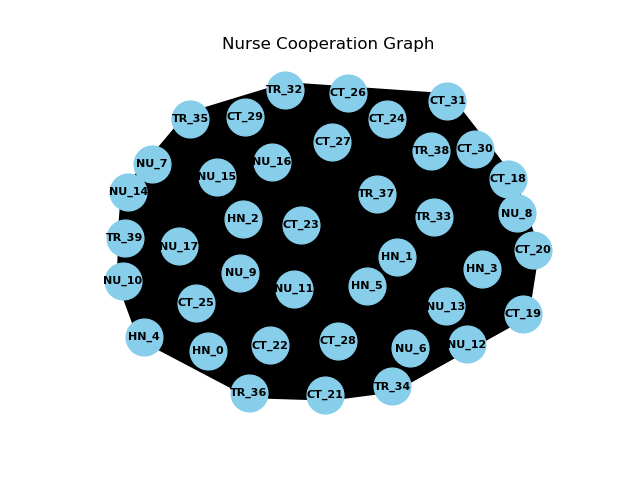 Nurse Cooperation Graph
TR_32
CT_26
CT_31
TR_35
CT_29
CT_24
CT_27
CT_30
TR_38
NU_7
NU_16
NU_15
CT_18
NU_14
TR_37
NU_8
HN_2
TR_33
CT_23
TR_39
NU_17
CT_20
HN_1
HN_3
NU_9
NU_10
HN_5
NU_11
CT_25
NU_13
CT_19
HN_4
CT_28
NU_12
CT_22
NU_6
HN_0
TR_34
TR_36
CT_21